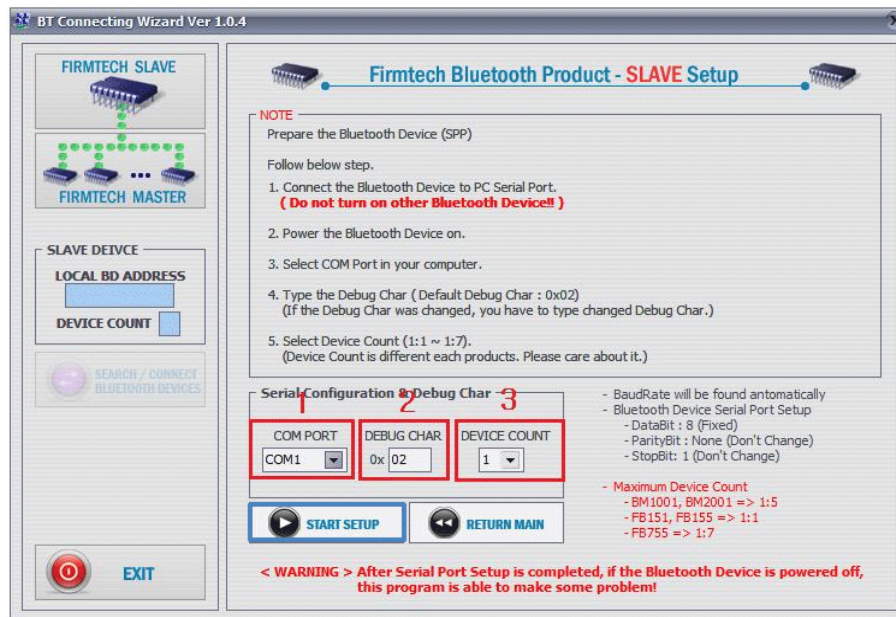 BT Connecting Wizard Ver 1.0.4
FIRMTECH SLAVE
FIRMTECH MASTER
SLAVE DEIVCE
LOCAL BD ADDRESS
DEVICE COUNT
SEARCH / CONNECT
BLUETOOTH DEVICES
EXIT
Firmtech Bluetooth Product - SLAVE Setup
NOTE
Prepare the Bluetooth Device (SPP)
Follow below step.
1. Connect the Bluetooth Device to PC Serial Port.
( Do not turn on other Bluetooth Device!! )
2. Power the Bluetooth Device on.
3. Select COM Port in your computer.
4. Type the Debug Char ( Default Debug Char : 0x02)
(If the Debug Char was changed, you have to type changed Debug Char.)
5. Select Device Count (1:1 ~ 1:7).
(Device Count is different each products. Please care about it.)
Serial Configuration & Debug Char
1 2 3
COM PORT DEBUG CHAR DEVICE COUNT
COM1 0x 02 1
START SETUP RETURN MAIN
- BaudRate will be found antomatically
- Bluetooth Device Serial Port Setup
- DataBit : 8 (Fixed)
- ParityBit : None (Don't Change)
- StopBit: 1 (Don't Change)
- Maximum Device Count
- BM1001, BM2001 => 1:5
- FB151, FB155 => 1:1
- FB755 => 1:7
< WARNING > After Serial Port Setup is completed, if the Bluetooth Device is powered off,
this program is able to make some problem!